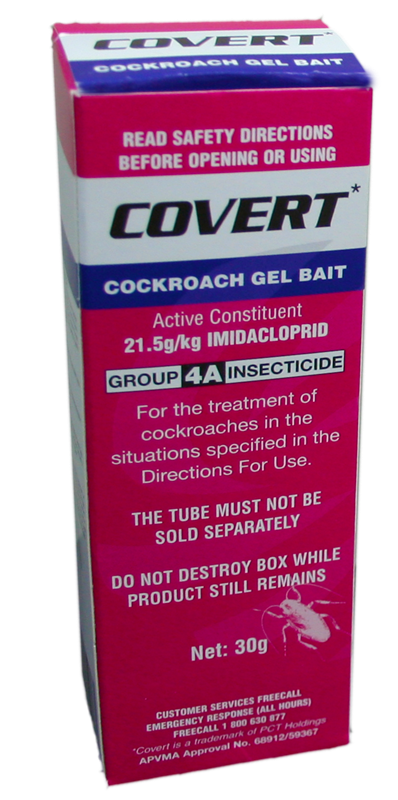 COVERT*
COCKROACH GEL BAIT
READ SAFETY DIRECTIONS
BEFORE OPENING OR USING
COVERT*
COCKROACH GEL BAIT
Active Constituent
21.5g/kg IMIDACLOPRID
GROUP 4A INSECTICIDE
For the treatment of
cockroaches in the
situations specified in the
Directions For Use.
THE TUBE MUST NOT BE
SOLD SEPARATELY
DO NOT DESTROY BOX WHILE
PRODUCT STILL REMAINS
Net: 30g
CUSTOMER SERVICES FREECALL
EMERGENCY RESPONSE (ALL HOURS)
FREECALL 1 800 630 877
*Covert is a trademark of PCT Holdings
APVMA Approval No. 68912/59367